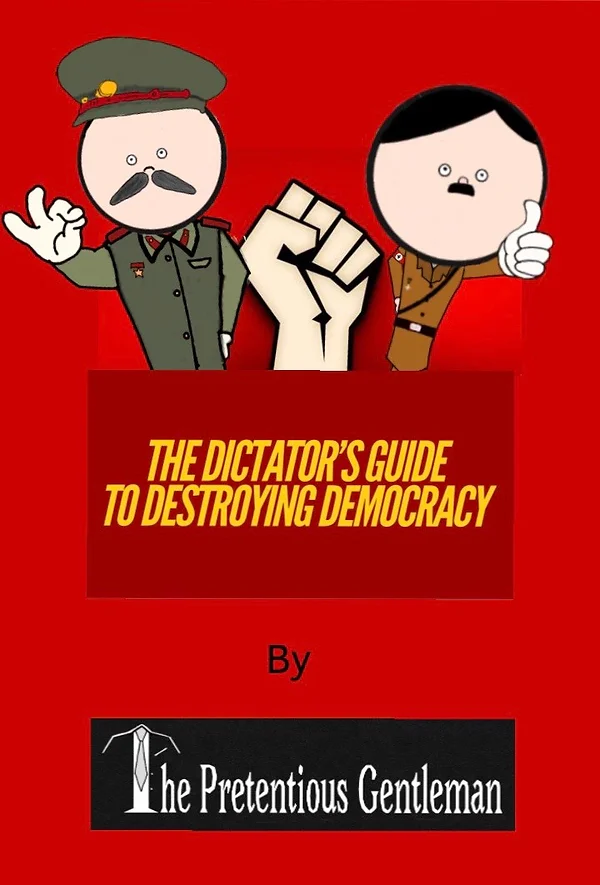 THE DICTATOR'S GUIDE
TO DESTROYING DEMOCRACY
By
The Pretentious Gentleman